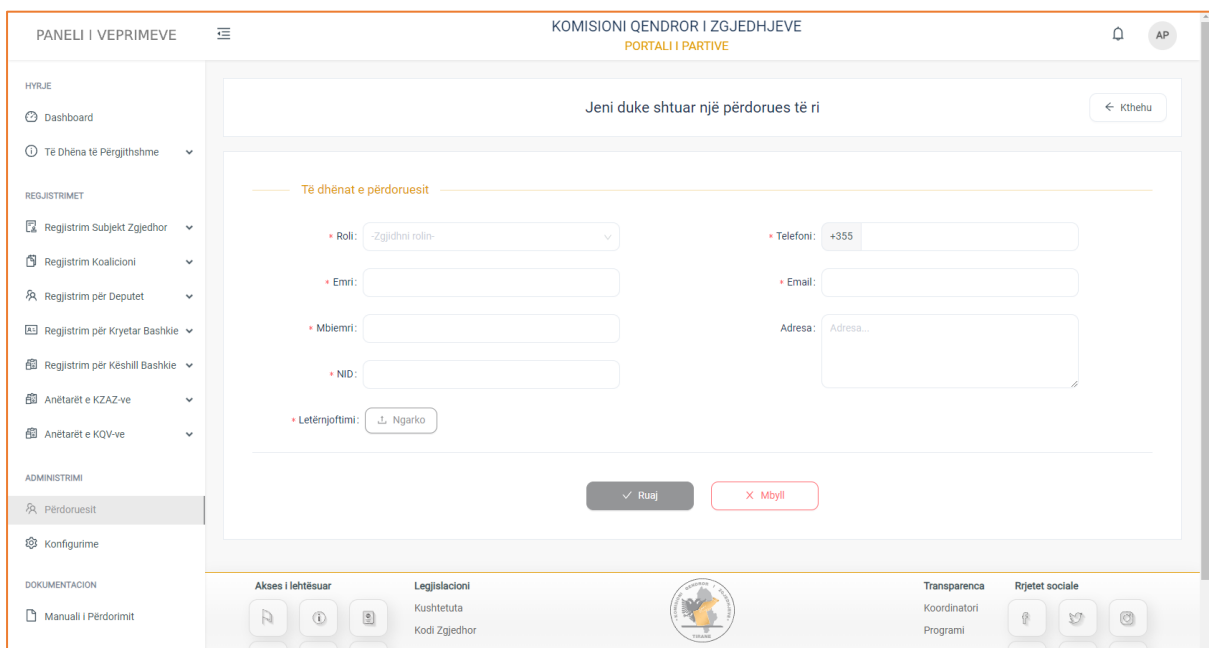 PANELI I VEPRIMEVE
KOMISIONI QENDROR I ZGJEDHJEVE
PORTALI I PARTIVE
AP
HYRJE
Dashboard
Të Dhëna të Përgjithshme
REGJISTRIMET
Regjistrim Subjekt Zgjedhor
Regjistrim Koalicioni
Regjistrim për Deputet
Regjistrim për Kryetar Bashkie
Regjistrim për Këshill Bashkie
Anëtarët e KZAZ-ve
Anëtarët e KQV-ve
ADMINISTRIMI
Përdoruesit
Konfigurime
DOKUMENTACION
Manuali i Përdorimit
Jeni duke shtuar një përdorues të ri
Kthehu
Të dhënat e përdoruesit
* Roli: -Zgjidhni rolin-
* Emri:
* Mbiemri:
* NID:
* Letërnjoftimi: Ngarko
* Telefoni: +355
* Email:
Adresa: Adresa...
Ruaj
Mbyll
Akses i lehtësuar
Legjislacioni
Kushtetuta
Kodi Zgjedhor
TIRANË
Transparenca
Koordinatori
Programi
Rrjetet sociale